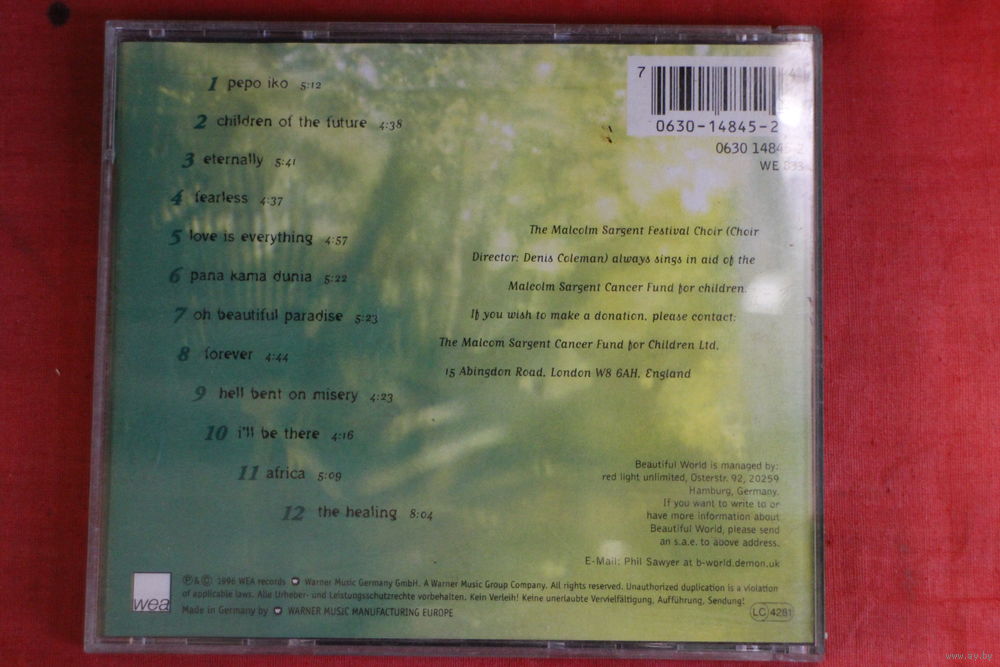 1 pepo iko 5:12
2 children of the future 4:38
3 eternally 5:41
4 fearless 4:37
5 love is everything 4:57
6 pana kama dunia 5:22
7 oh beautiful paradise 5:23
8 forever 4:44
9 hell bent on misery 4:23
10 i'll be there 4:16
11 africa 5:09
12 the healing 8:04
7
0630-14845-2
0630 14845-2
WE 833
The Malcolm Sargent Festival Choir (Choir
Director: Denis Coleman) always sings in aid of the
Malcolm Sargent Cancer Fund for children.
If you wish to make a donation, please contact:
The Malcom Sargent Cancer Fund for Children Ltd.
15 Abingdon Road, London W8 6AH, England
Beautiful World is managed by:
red light unlimited, Osterstr. 92, 20259
Hamburg, Germany.
If you want to write to or
have more information about
Beautiful World, please send
an s.a.e. to above address.
E-Mail: Phil Sawyer at b-world.demon.uk
wea
℗ & © 1996 WEA records Warner Music Germany GmbH. A Warner Music Group Company. All rights reserved. Unauthorized duplication is a violation
of applicable laws. Alle Urheber- und Leistungsschutzrechte vorbehalten. Kein Verleih! Keine unerlaubte Vervielfältigung, Aufführung, Sendung!
Made in Germany by WARNER MUSIC MANUFACTURING EUROPE
LC 4281
www.ay.by